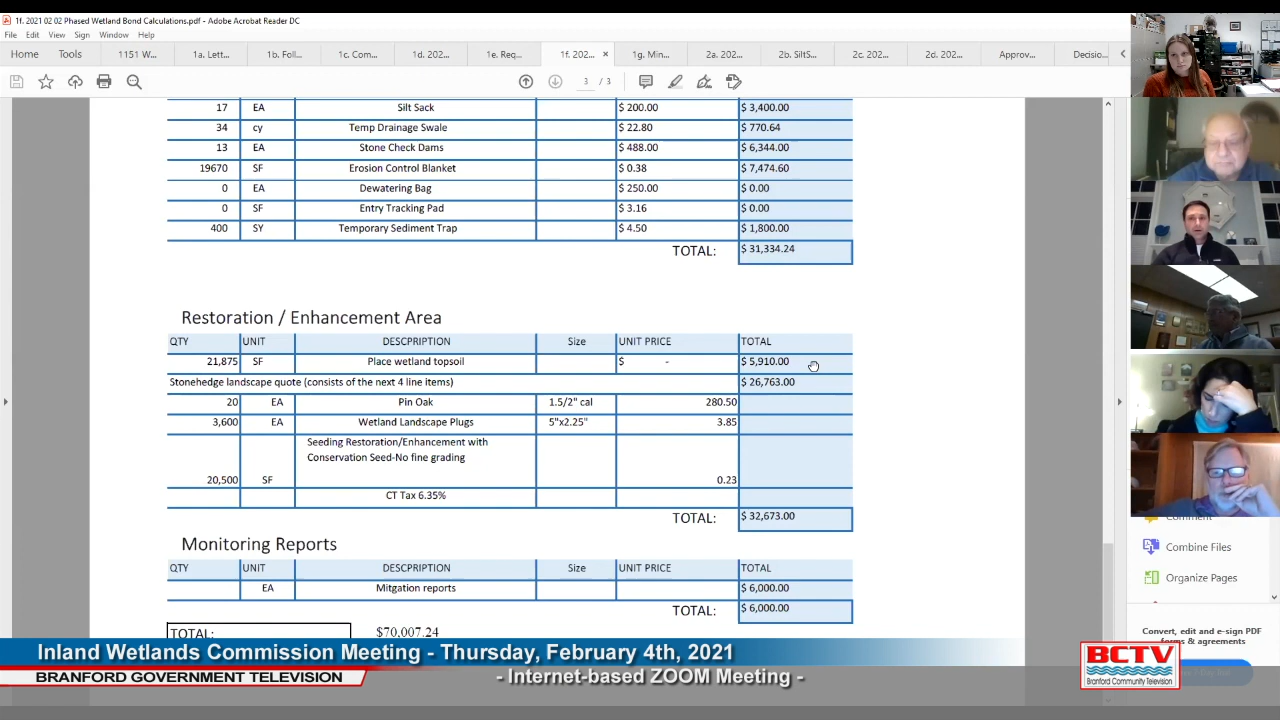 1f. 2021 02 02 Phased Wetland Bond Calculations.pdf - Adobe Acrobat Reader DC
File Edit View Sign Window Help
Home Tools 1151 W... 1a. Lett... 1b. Foll... 1c. Com... 1d. 202... 1e. Req... 1f. 202... × 1g. Min... 2a. 202... 2b. SiltS... 2c. 202... 2d. 202... Approv... Decisio...
3 / 3
17 EA Silt Sack $ 200.00 $ 3,400.00
34 cy Temp Drainage Swale $ 22.80 $ 770.64
13 EA Stone Check Dams $ 488.00 $ 6,344.00
19670 SF Erosion Control Blanket $ 0.38 $ 7,474.60
0 EA Dewatering Bag $ 250.00 $ 0.00
0 SF Entry Tracking Pad $ 3.16 $ 0.00
400 SY Temporary Sediment Trap $ 4.50 $ 1,800.00
TOTAL: $ 31,334.24
Restoration / Enhancement Area
QTY UNIT DESCPRIPTION Size UNIT PRICE TOTAL
21,875 SF Place wetland topsoil $ - $ 5,910.00
Stonehedge landscape quote (consists of the next 4 line items) $ 26,763.00
20 EA Pin Oak 1.5/2" cal 280.50
3,600 EA Wetland Landscape Plugs 5"x2.25" 3.85
Seeding Restoration/Enhancement with
Conservation Seed-No fine grading
20,500 SF 0.23
CT Tax 6.35%
TOTAL: $ 32,673.00
Monitoring Reports
QTY UNIT DESCPRIPTION Size UNIT PRICE TOTAL
EA Mitgation reports $ 6,000.00
TOTAL: $ 6,000.00
TOTAL: $70,007.24
Comment
Combine Files
Organize Pages
Convert, edit and e-sign PDF
forms & agreements
Inland Wetlands Commission Meeting - Thursday, February 4th, 2021
BRANFORD GOVERNMENT TELEVISION - Internet-based ZOOM Meeting -
BCTV
Branford Community Television